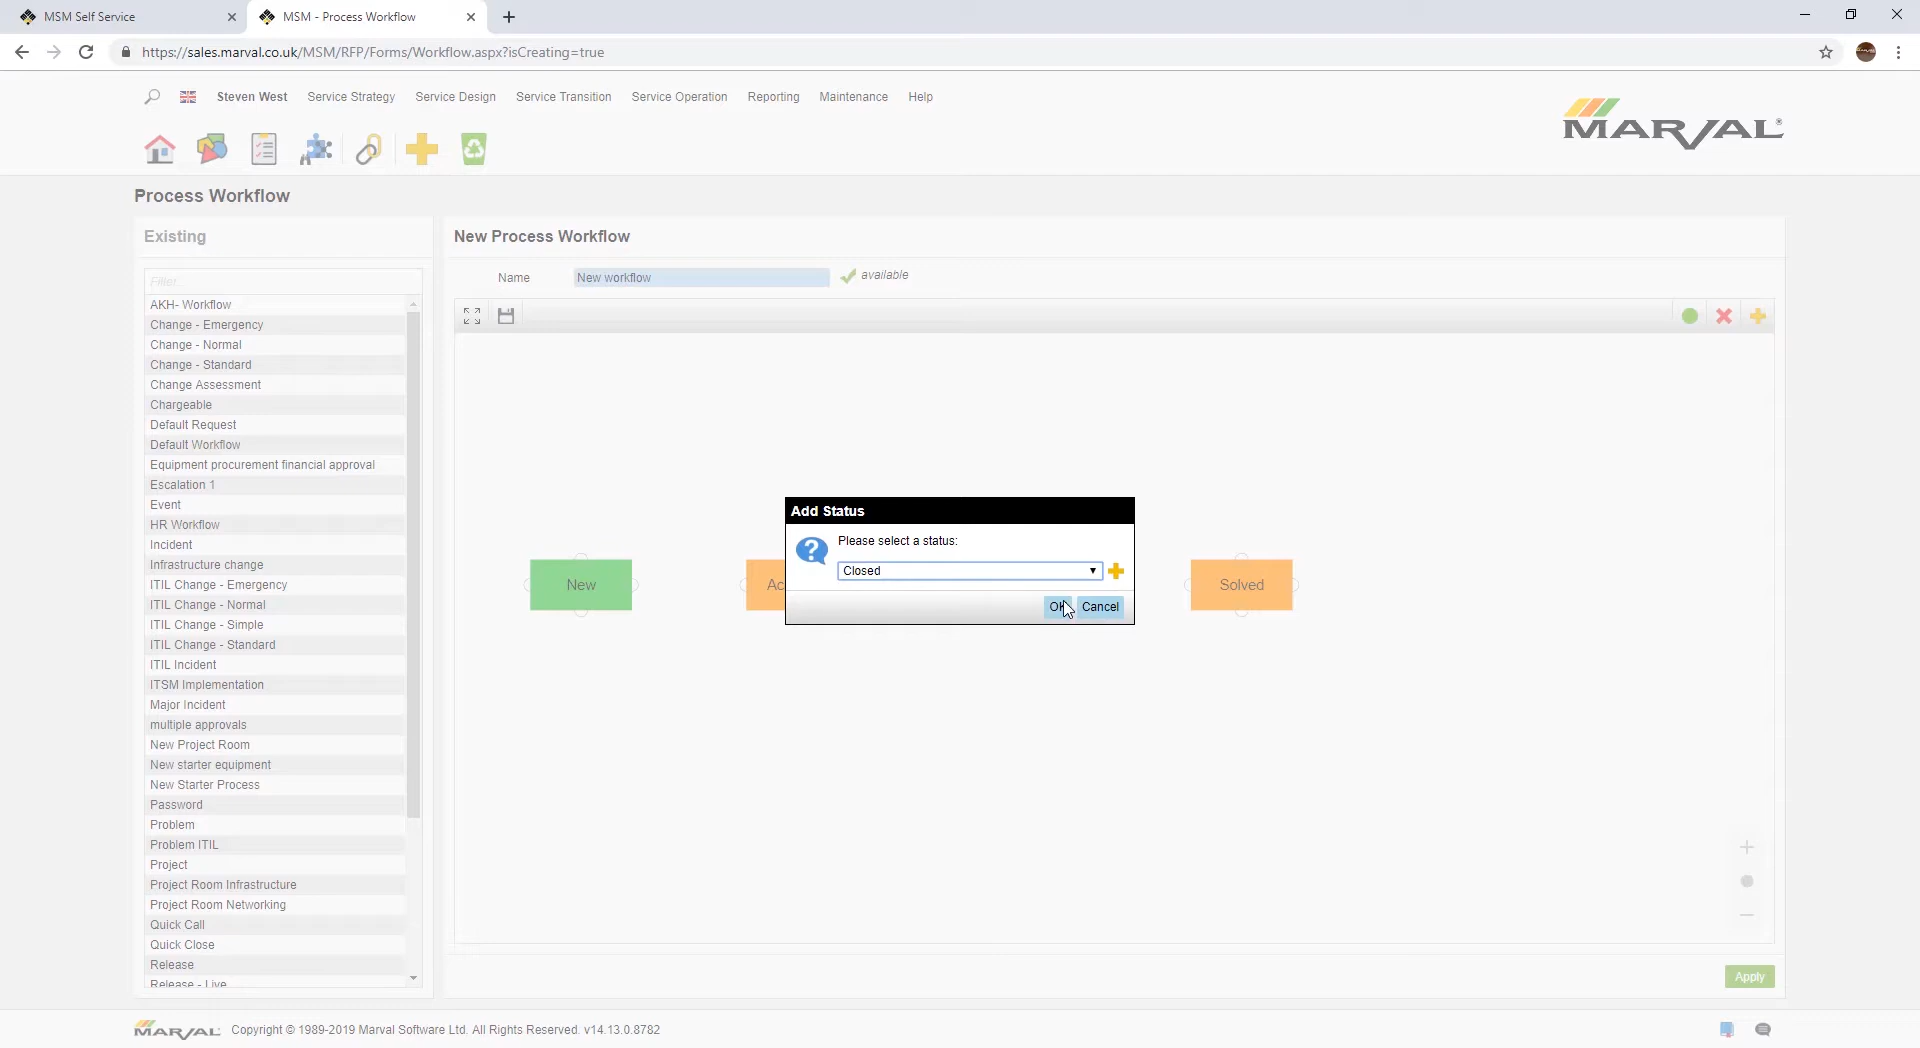 MSM Self Service
MSM - Process Workflow
https://sales.marval.co.uk/MSM/RFP/Forms/Workflow.aspx?isCreating=true
Steven West Service Strategy Service Design Service Transition Service Operation Reporting Maintenance Help
MARVAL
Process Workflow
Existing
Filter...
AKH- Workflow
Change - Emergency
Change - Normal
Change - Standard
Change Assessment
Chargeable
Default Request
Default Workflow
Equipment procurement financial approval
Escalation 1
Event
HR Workflow
Incident
Infrastructure change
ITIL Change - Emergency
ITIL Change - Normal
ITIL Change - Simple
ITIL Change - Standard
ITIL Incident
ITSM Implementation
Major Incident
multiple approvals
New Project Room
New starter equipment
New Starter Process
Password
Problem
Problem ITIL
Project
Project Room Infrastructure
Project Room Networking
Quick Call
Quick Close
Release
Release - Live
New Process Workflow
Name New workflow available
New
Ac
Solved
Add Status
Please select a status:
Closed
OK Cancel
Apply
MARVAL Copyright © 1989-2019 Marval Software Ltd. All Rights Reserved. v14.13.0.8782